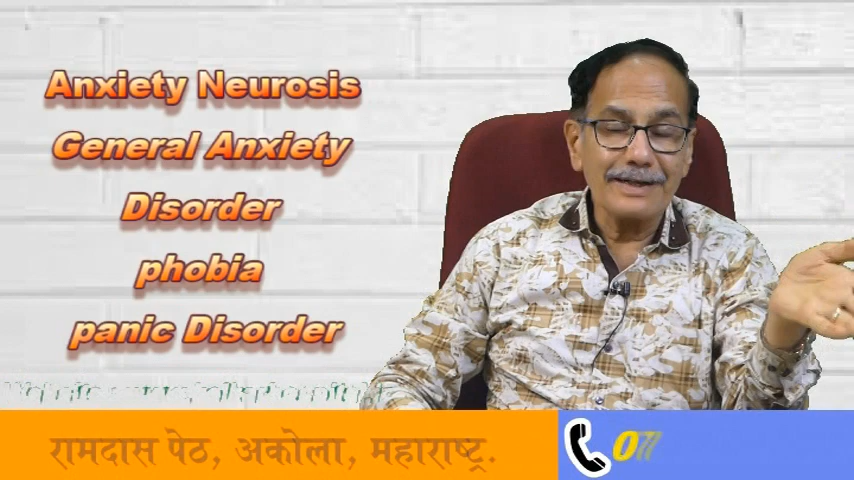 Anxiety Neurosis
General Anxiety
Disorder
phobia
panic Disorder
रामदास पेठ, अकोला, महाराष्ट्र.